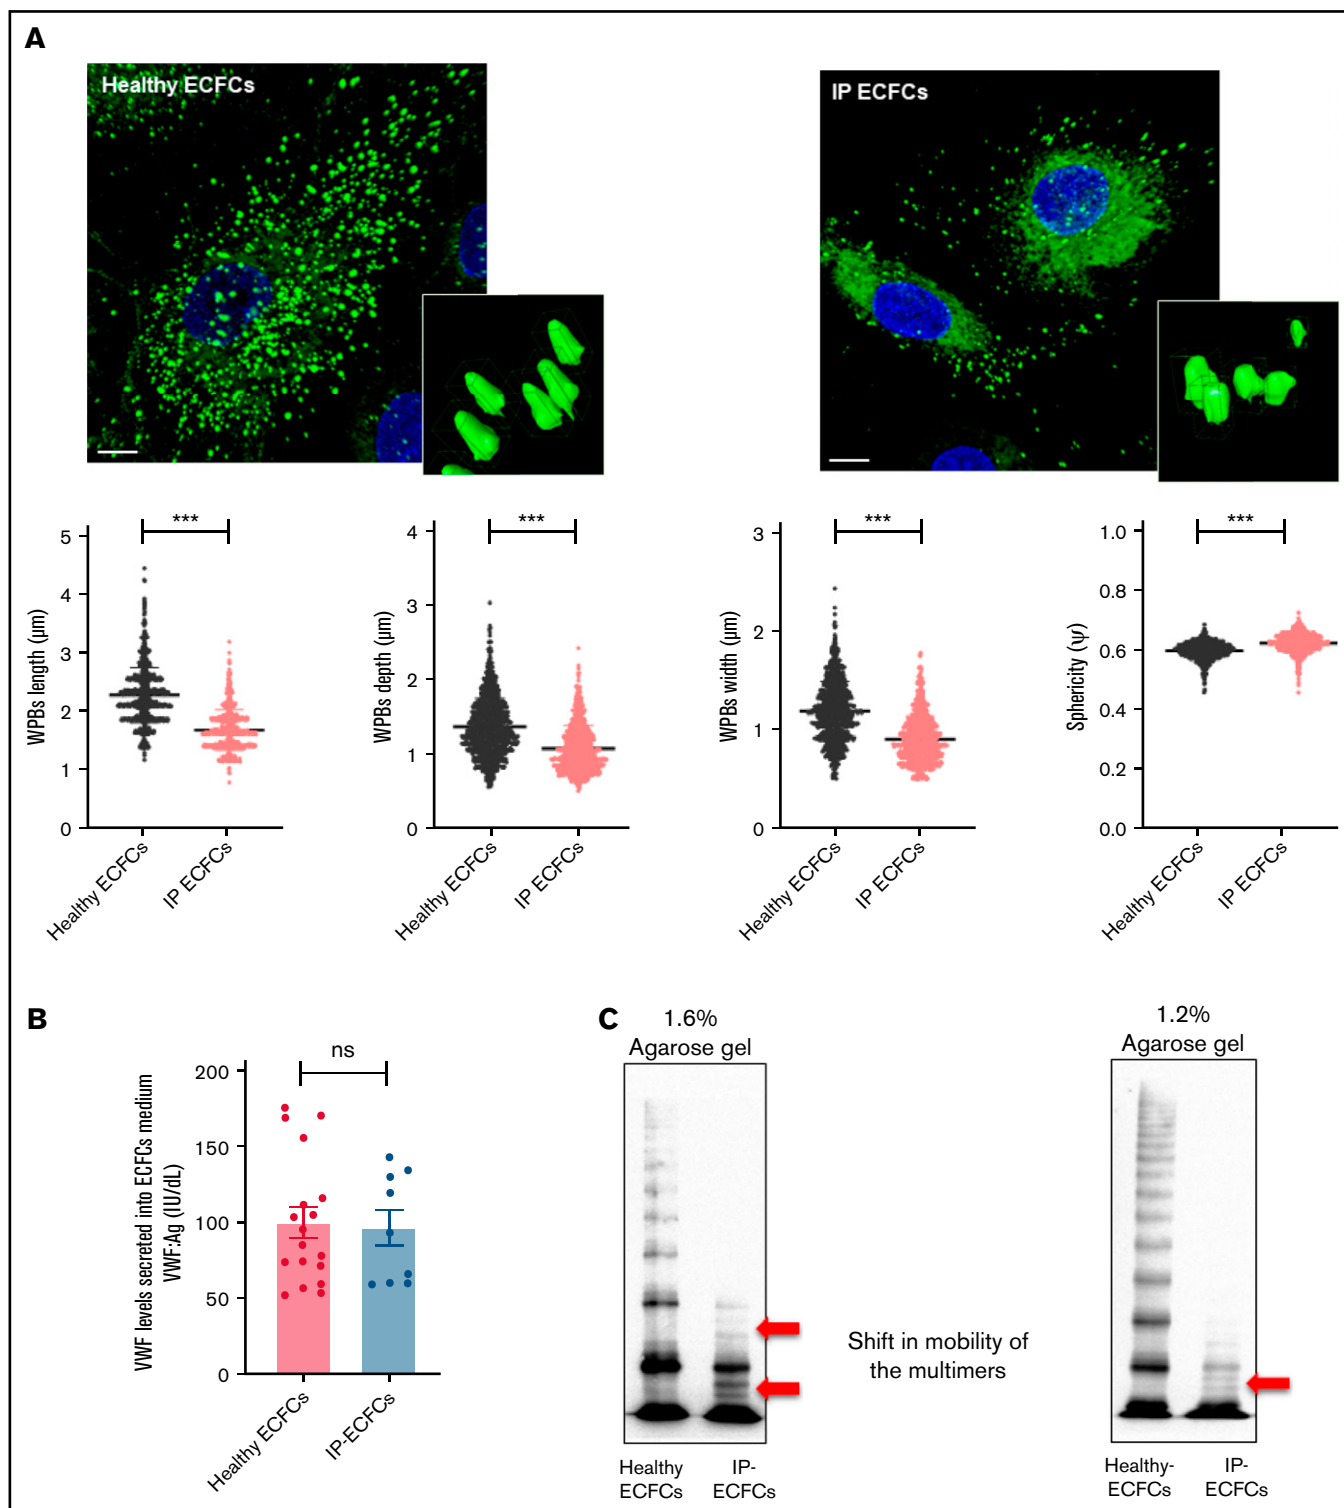 A
Healthy ECFCs
IP ECFCs
***
WPBs length (µm)
5
4
3
2
1
0
Healthy ECFCs
IP ECFCs
***
WPBs depth (µm)
4
3
2
1
0
Healthy ECFCs
IP ECFCs
***
WPBs width (µm)
3
2
1
0
Healthy ECFCs
IP ECFCs
***
Sphericity (ψ)
1.0
0.8
0.6
0.4
0.2
0.0
Healthy ECFCs
IP ECFCs
B
ns
VWF levels secreted into ECFCs medium
VWF:Ag (IU/dL)
200
150
100
50
0
Healthy ECFCs
IP-ECFCs
C
1.6%
Agarose gel
Healthy
ECFCs
IP-
ECFCs
Shift in mobility of
the multimers
1.2%
Agarose gel
Healthy-
ECFCs
IP-
ECFCs